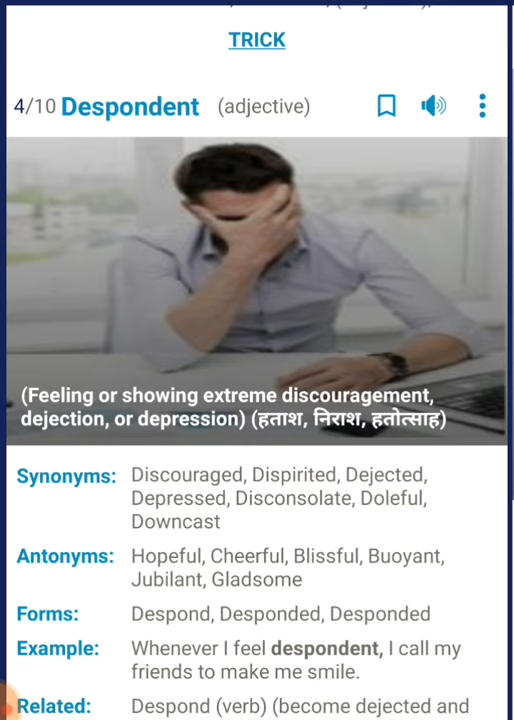 TRICK
4/10 Despondent (adjective)
(Feeling or showing extreme discouragement,
dejection, or depression) (हताश, निराश, हतोत्साह)
Synonyms: Discouraged, Dispirited, Dejected,
Depressed, Disconsolate, Doleful,
Downcast
Antonyms: Hopeful, Cheerful, Blissful, Buoyant,
Jubilant, Gladsome
Forms: Despond, Desponded, Desponded
Example: Whenever I feel despondent, I call my
friends to make me smile.
Related: Despond (verb) (become dejected and